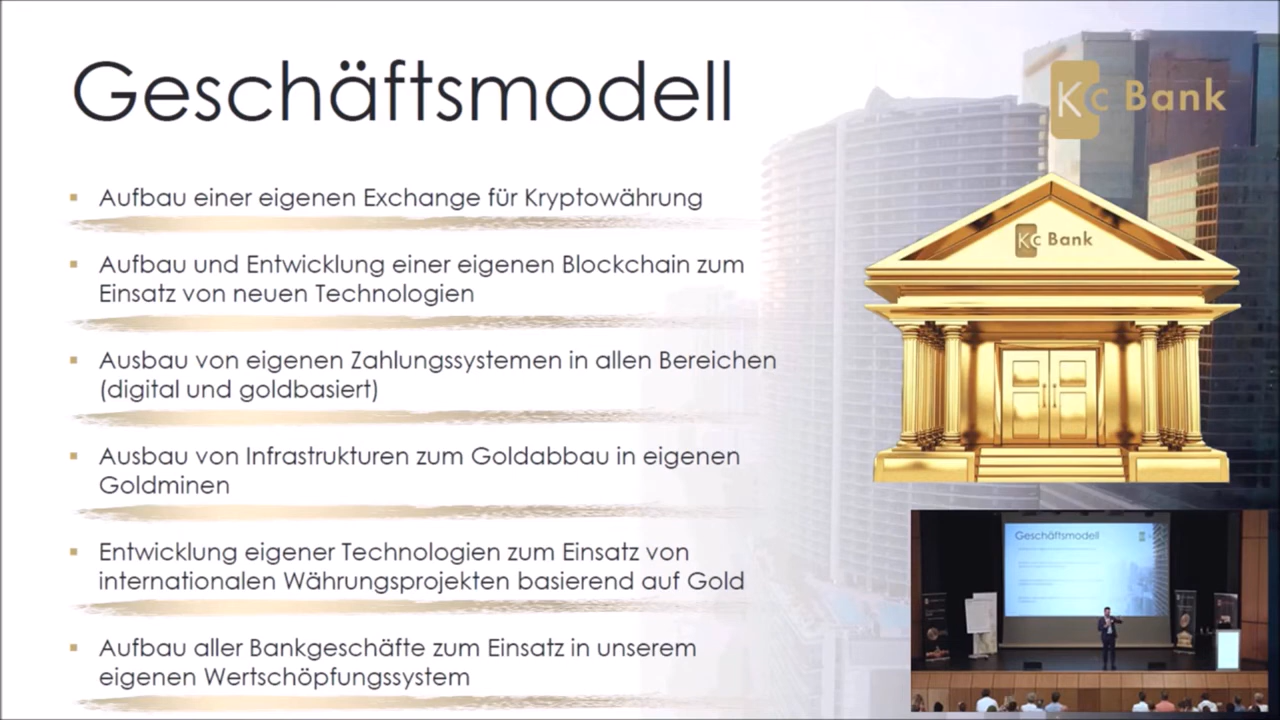 Geschäftsmodell
Kc Bank
Aufbau einer eigenen Exchange für Kryptowährung
Aufbau und Entwicklung einer eigenen Blockchain zum
Einsatz von neuen Technologien
Ausbau von eigenen Zahlungssystemen in allen Bereichen
(digital und goldbasiert)
Ausbau von Infrastrukturen zum Goldabbau in eigenen
Goldminen
Entwicklung eigener Technologien zum Einsatz von
internationalen Währungsprojekten basierend auf Gold
Aufbau aller Bankgeschäfte zum Einsatz in unserem
eigenen Wertschöpfungssystem
Kc Bank
Geschäftsmodell